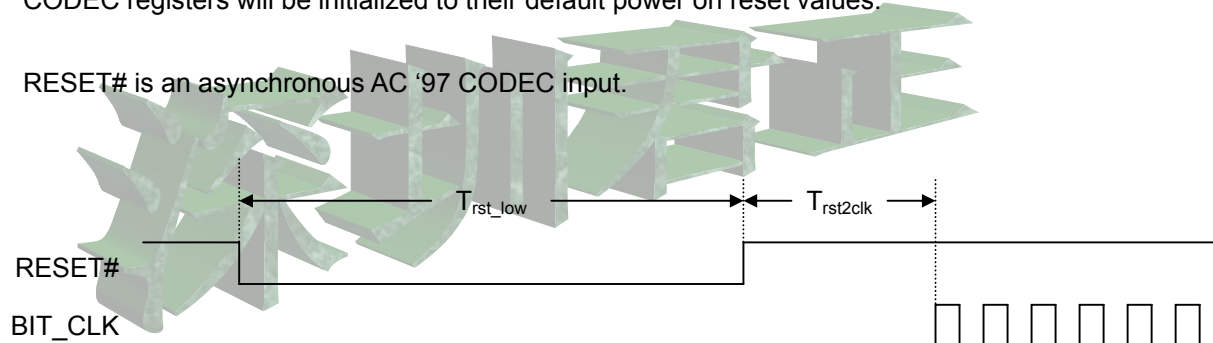 CODEC registers will be initialized to their default power on reset values.
RESET# is an asynchronous AC ‘97 CODEC input.
Trst_low Trst2clk
RESET#
BIT_CLK